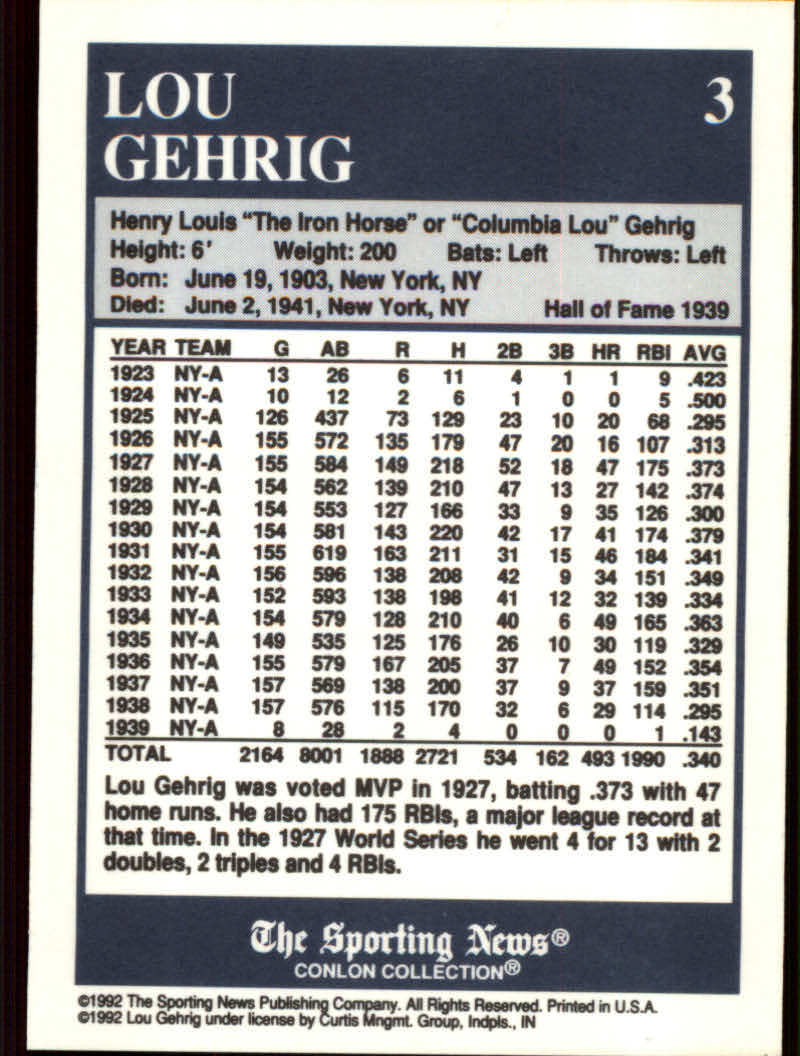 LOU 3
GEHRIG
Henry Louis “The Iron Horse” or “Columbia Lou” Gehrig
Height: 6' Weight: 200 Bats: Left Throws: Left
Born: June 19, 1903, New York, NY
Died: June 2, 1941, New York, NY Hall of Fame 1939
YEAR TEAM G AB R H 2B 3B HR RBI AVG
1923 NY-A 13 26 6 11 4 1 1 9 .423
1924 NY-A 10 12 2 6 1 0 0 5 .500
1925 NY-A 126 437 73 129 23 10 20 68 .295
1926 NY-A 155 572 135 179 47 20 16 107 .313
1927 NY-A 155 584 149 218 52 18 47 175 .373
1928 NY-A 154 562 139 210 47 13 27 142 .374
1929 NY-A 154 553 127 166 33 9 35 126 .300
1930 NY-A 154 581 143 220 42 17 41 174 .379
1931 NY-A 155 619 163 211 31 15 46 184 .341
1932 NY-A 156 596 138 208 42 9 34 151 .349
1933 NY-A 152 593 138 198 41 12 32 139 .334
1934 NY-A 154 579 128 210 40 6 49 165 .363
1935 NY-A 149 535 125 176 26 10 30 119 .329
1936 NY-A 155 579 167 205 37 7 49 152 .354
1937 NY-A 157 569 138 200 37 9 37 159 .351
1938 NY-A 157 576 115 170 32 6 29 114 .295
1939 NY-A 8 28 2 4 0 0 0 1 .143
TOTAL 2164 8001 1888 2721 534 162 493 1990 .340
Lou Gehrig was voted MVP in 1927, batting .373 with 47
home runs. He also had 175 RBIs, a major league record at
that time. In the 1927 World Series he went 4 for 13 with 2
doubles, 2 triples and 4 RBIs.
The Sporting News®
CONLON COLLECTION®
©1992 The Sporting News Publishing Company. All Rights Reserved. Printed in U.S.A.
©1992 Lou Gehrig under license by Curtis Mngmt. Group, Indpls., IN